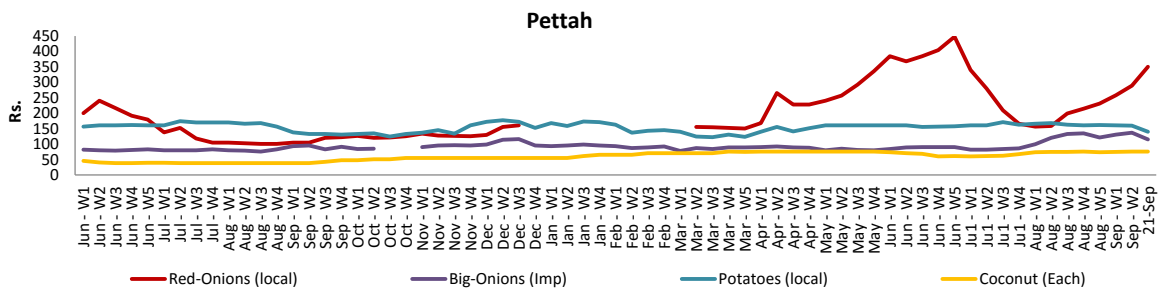 Pettah
Rs.
450
400
350
300
250
200
150
100
50
0
Jun - W1
Jun - W2
Jun - W3
Jun - W4
Jun - W5
Jul - W1
Jul - W2
Jul - W3
Jul - W4
Aug - W1
Aug - W2
Aug - W3
Aug - W4
Sep - W1
Sep - W2
Sep - W3
Sep - W4
Oct - W1
Oct - W2
Oct - W3
Oct - W4
Nov - W1
Nov - W2
Nov - W3
Nov - W4
Dec - W1
Dec - W2
Dec - W3
Dec - W4
Jan - W1
Jan - W2
Jan - W3
Jan - W4
Feb - W1
Feb - W2
Feb - W3
Feb - W4
Mar - W1
Mar - W2
Mar - W3
Mar - W4
Apr - W1
Apr - W2
Apr - W3
Apr - W4
May - W1
May - W2
May - W3
May - W4
Jun - W1
Jun - W2
Jun - W3
Jun - W4
Jun - W5
Ju1 - W1
Ju1 - W2
Ju1 - W3
Ju1 - W4
Aug - W1
Aug - W2
Aug - W3
Aug - W4
Aug - W5
Sep - W1
Sep - W2
21-Sep
Red-Onions (local)
Big-Onions (Imp)
Potatoes (local)
Coconut (Each)